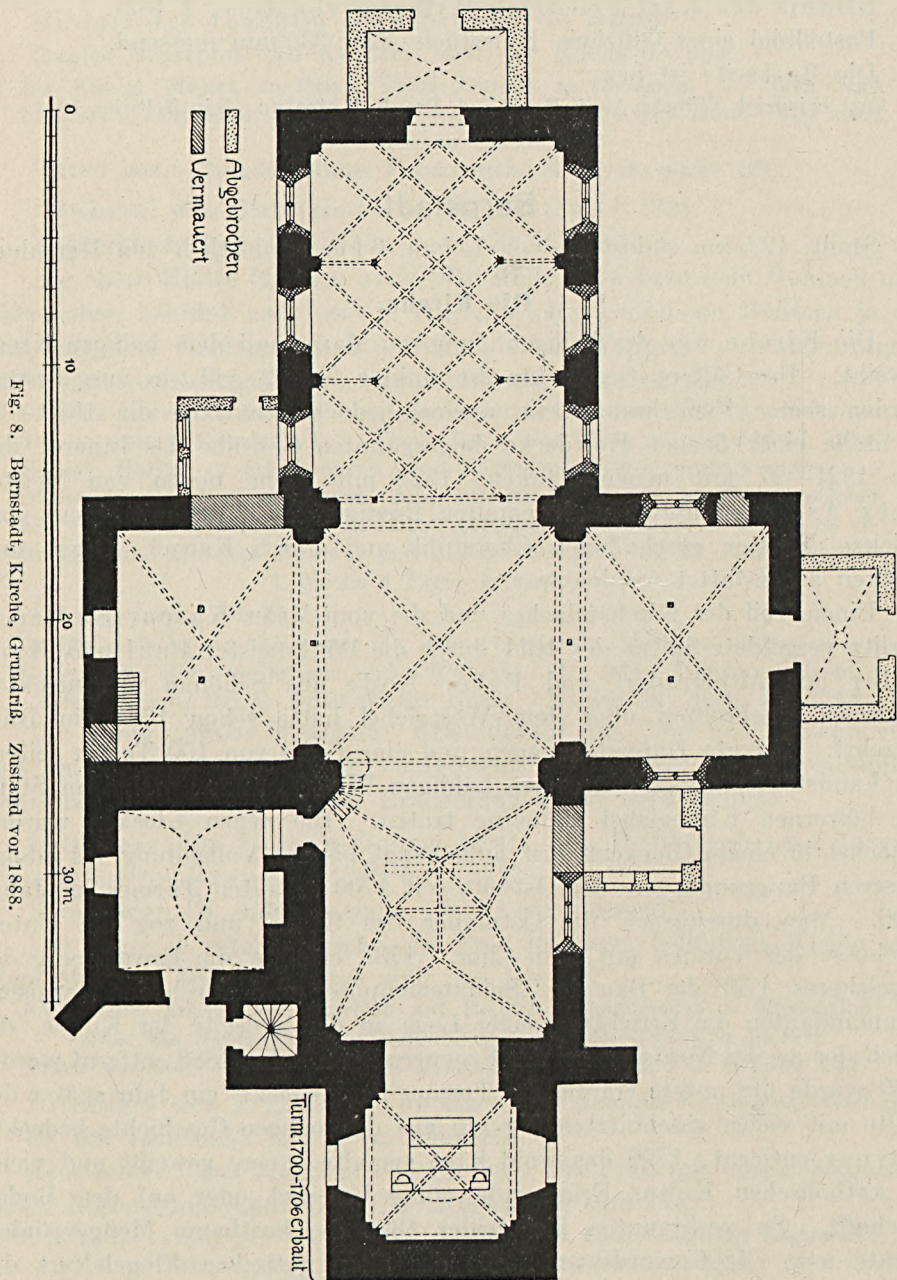 0
10
20
30 m
Abgebrochen
Vermauert
Turm 1700-1706 erbaut
Fig. 8. Bernstadt, Kirche, Grundriß. Zustand vor 1888.